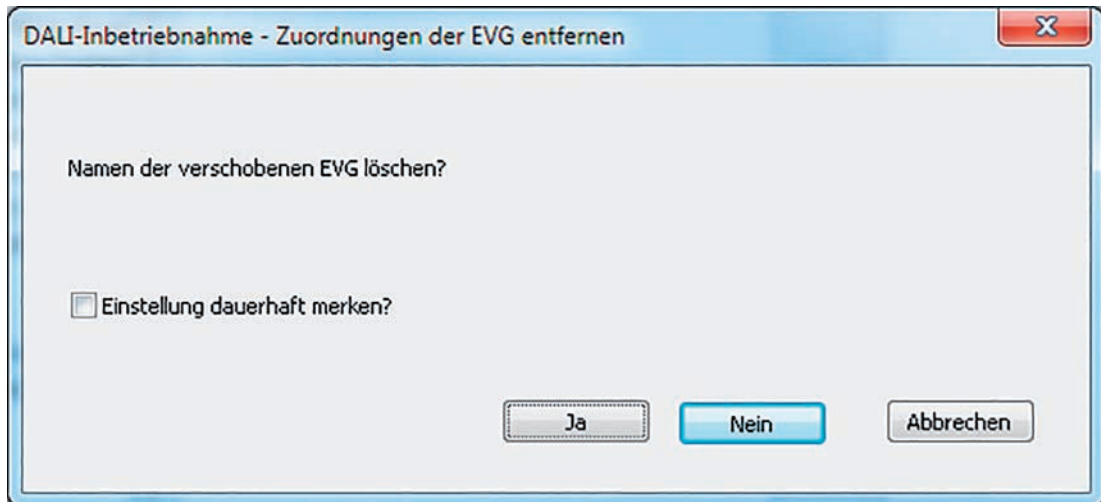 DALI-Inbetriebnahme - Zuordnungen der EVG entfernen
Namen der verschobenen EVG löschen?
Einstellung dauerhaft merken?
Ja Nein Abbrechen